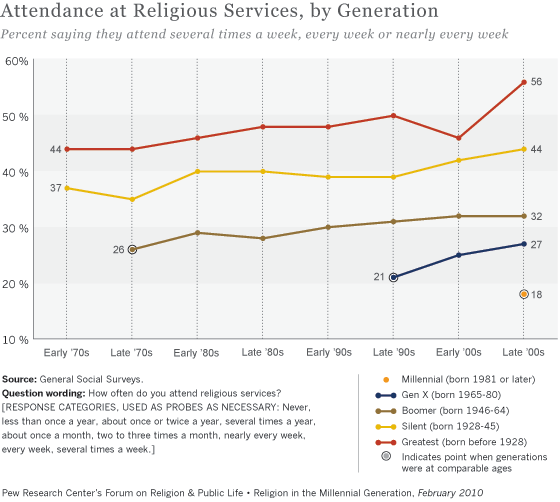 Attendance at Religious Services, by Generation
Percent saying they attend several times a week, every week or nearly every week
60%
50 %
40 %
30 %
20 %
10 %
44
37
26
21
56
44
32
27
18
Early '70s Late '70s Early '80s Late '80s Early '90s Late '90s Early '00s Late '00s
Source: General Social Surveys.
Question wording: How often do you attend religious services?
[RESPONSE CATEGORIES, USED AS PROBES AS NECESSARY: Never,
less than once a year, about once or twice a year, several times a year,
about once a month, two to three times a month, nearly every week,
every week, several times a week.]
Millennial (born 1981 or later)
Gen X (born 1965-80)
Boomer (born 1946-64)
Silent (born 1928-45)
Greatest (born before 1928)
Indicates point when generations
were at comparable ages
Pew Research Center's Forum on Religion & Public Life • Religion in the Millennial Generation, February 2010